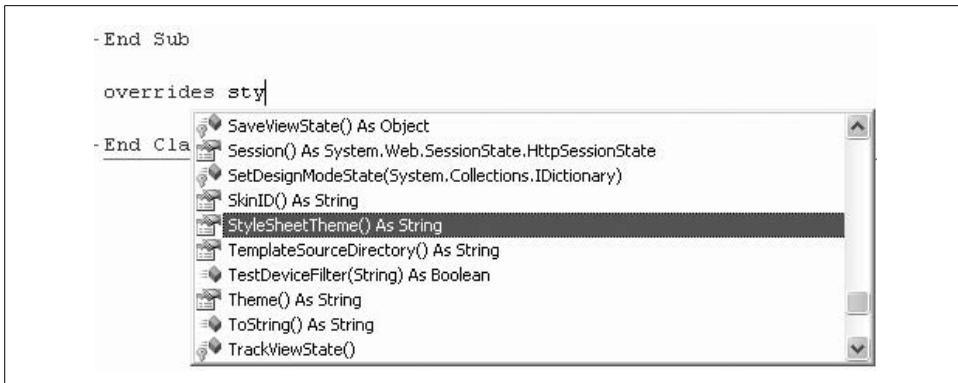 End Sub
overrides sty
End Cla
SaveViewState() As Object
Session() As System.Web.SessionState.HttpSessionState
SetDesignModeState(System.Collections.IDictionary)
SkinID() As String
StyleSheetTheme() As String
TemplateSourceDirectory() As String
TestDeviceFilter(String) As Boolean
Theme() As String
ToString() As String
TrackViewState()